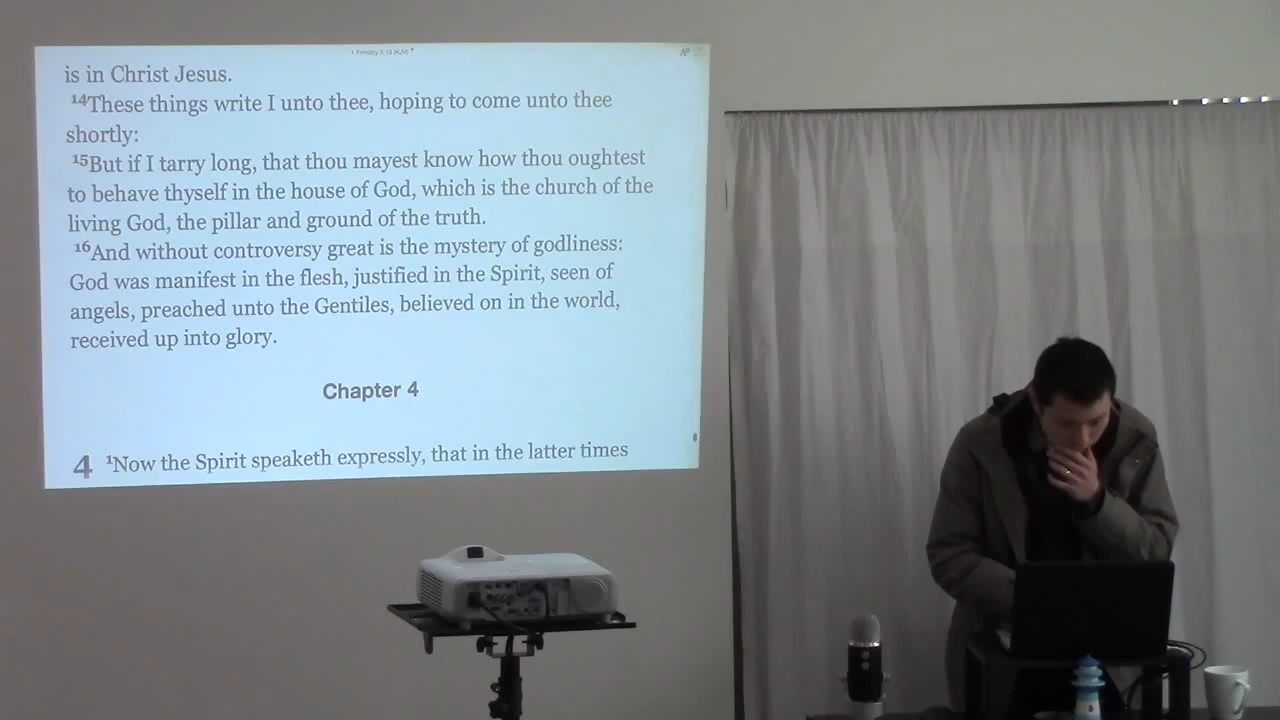 1 Timothy 3-13 (KJV)
is in Christ Jesus.
¹⁴These things write I unto thee, hoping to come unto thee
shortly:
¹⁵But if I tarry long, that thou mayest know how thou oughtest
to behave thyself in the house of God, which is the church of the
living God, the pillar and ground of the truth.
¹⁶And without controversy great is the mystery of godliness:
God was manifest in the flesh, justified in the Spirit, seen of
angels, preached unto the Gentiles, believed on in the world,
received up into glory.
Chapter 4
4 ¹Now the Spirit speaketh expressly, that in the latter times